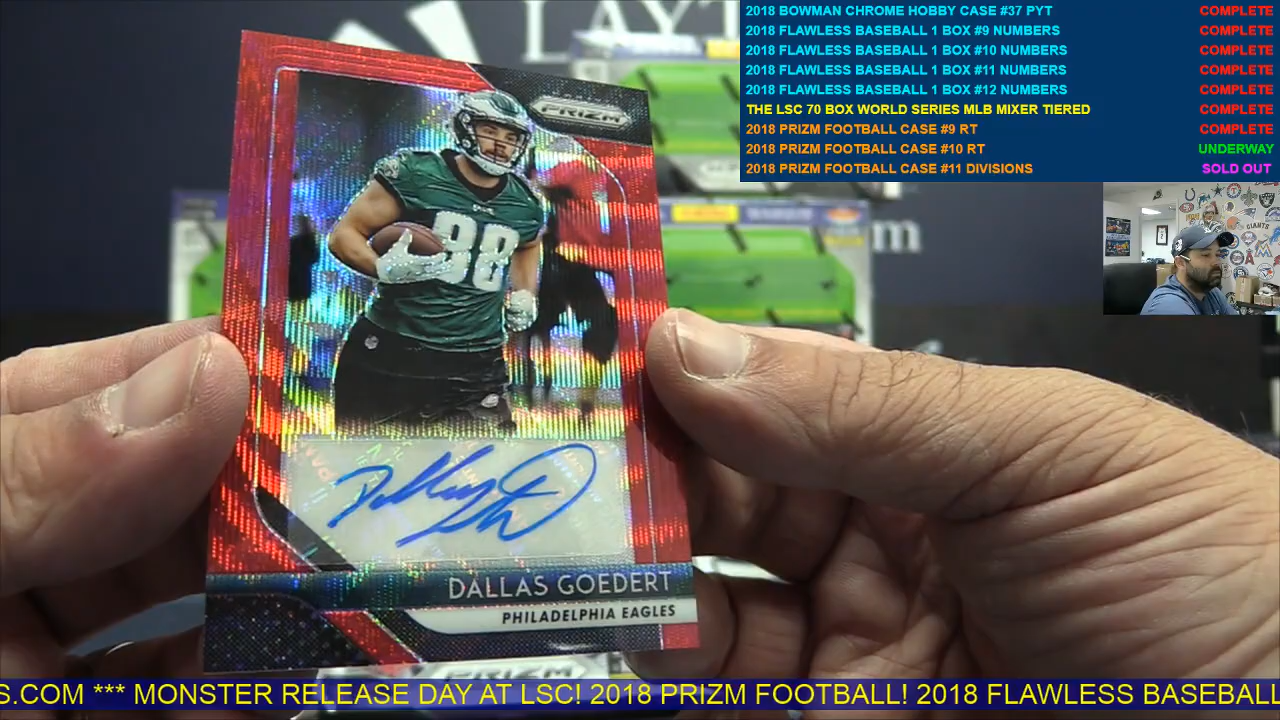 2018 BOWMAN CHROME HOBBY CASE #37 PYT COMPLETE
2018 FLAWLESS BASEBALL 1 BOX #9 NUMBERS COMPLETE
2018 FLAWLESS BASEBALL 1 BOX #10 NUMBERS COMPLETE
2018 FLAWLESS BASEBALL 1 BOX #11 NUMBERS COMPLETE
2018 FLAWLESS BASEBALL 1 BOX #12 NUMBERS COMPLETE
THE LSC 70 BOX WORLD SERIES MLB MIXER TIERED COMPLETE
2018 PRIZM FOOTBALL CASE #9 RT COMPLETE
2018 PRIZM FOOTBALL CASE #10 RT UNDERWAY
2018 PRIZM FOOTBALL CASE #11 DIVISIONS SOLD OUT
PRIZM
88
DALLAS GOEDERT
PHILADELPHIA EAGLES
S.COM *** MONSTER RELEASE DAY AT LSC! 2018 PRIZM FOOTBALL! 2018 FLAWLESS BASEBALL